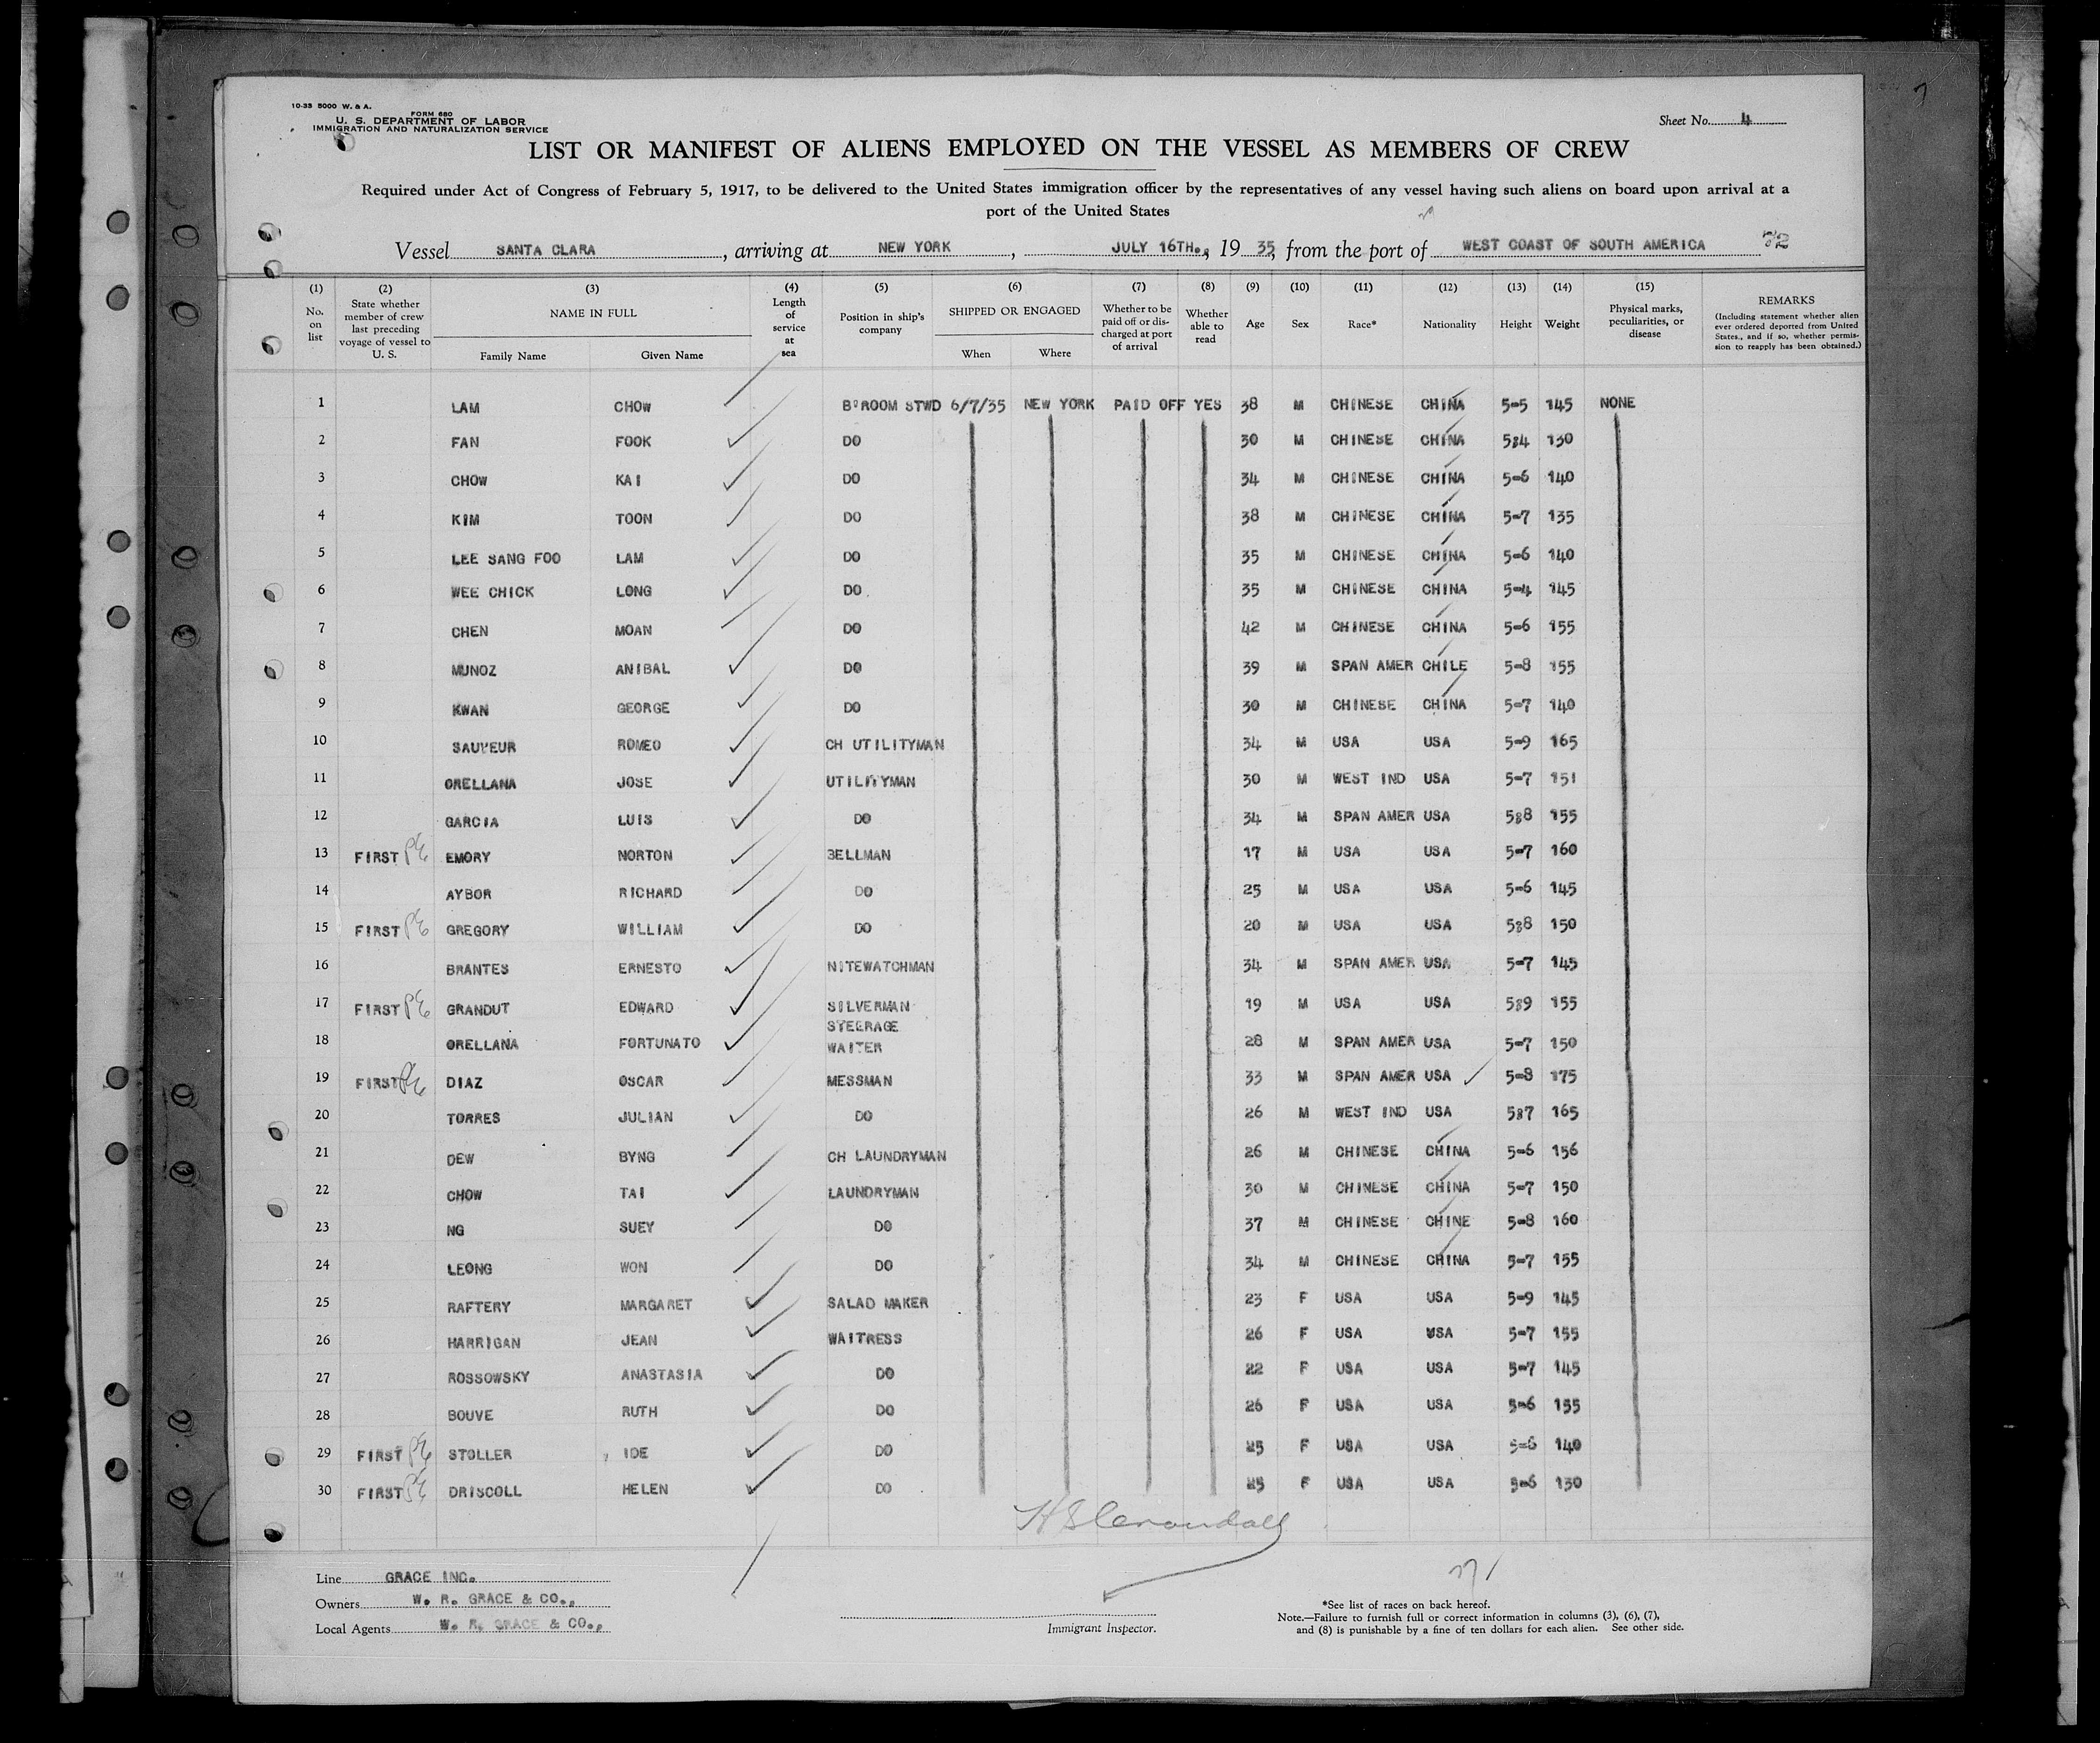 10-33 5000 W. & A.
FORM 680
U. S. DEPARTMENT OF LABOR
IMMIGRATION AND NATURALIZATION SERVICE
Sheet No. 4
LIST OR MANIFEST OF ALIENS EMPLOYED ON THE VESSEL AS MEMBERS OF CREW
Required under Act of Congress of February 5, 1917, to be delivered to the United States immigration officer by the representatives of any vessel having such aliens on board upon arrival at a
port of the United States
Vessel SANTA CLARA, arriving at NEW YORK, JULY 16TH., 19 35, from the port of WEST COAST OF SOUTH AMERICA
(1) No. on list
(2) State whether member of crew last preceding voyage of vessel to U. S.
(3) NAME IN FULL
Family Name Given Name
(4) Length of service at sea
(5) Position in ship's company
(6) SHIPPED OR ENGAGED
When Where
(7) Whether to be paid off or discharged at port of arrival
(8) Whether able to read
(9) Age
(10) Sex
(11) Race*
(12) Nationality
(13) Height
(14) Weight
(15) Physical marks, peculiarities, or disease
REMARKS
(Including statement whether alien ever ordered deported from United States, and if so, whether permission to reapply has been obtained.)
1 LAM CHOW B'ROOM STWD 6/7/35 NEW YORK PAID OFF YES 38 M CHINESE CHINA 5-5 145 NONE
2 FAN FOOK DO 30 M CHINESE CHINA 5-4 130
3 CHOW KAI DO 34 M CHINESE CHINA 5-6 140
4 KIM TOON DO 38 M CHINESE CHINA 5-7 135
5 LEE SANG FOO LAM DO 35 M CHINESE CHINA 5-6 140
6 WEE CHICK LONG DO 35 M CHINESE CHINA 5-4 145
7 CHEN MOAN DO 42 M CHINESE CHINA 5-6 155
8 MUNOZ ANIBAL DO 39 M SPAN AMER CHILE 5-8 155
9 KWAN GEORGE DO 30 M CHINESE CHINA 5-7 140
10 SAUVEUR ROMEO CH UTILITYMAN 34 M USA USA 5-9 165
11 ORELLANA JOSE UTILITYMAN 30 M WEST IND USA 5-7 151
12 GARCIA LUIS DO 34 M SPAN AMER USA 5-8 155
13 FIRST EMORY NORTON BELLMAN 17 M USA USA 5-7 160
14 AYBOR RICHARD DO 25 M USA USA 5-6 145
15 FIRST GREGORY WILLIAM DO 20 M USA USA 5-8 150
16 BRANTES ERNESTO NITEWATCHMAN 34 M SPAN AMER USA 5-7 145
17 FIRST GRANDUT EDWARD SILVERMAN 19 M USA USA 5-9 155
18 ORELLANA FORTUNATO STEERAGE WAITER 28 M SPAN AMER USA 5-7 150
19 FIRST DIAZ OSCAR MESSMAN 33 M SPAN AMER USA 5-8 175
20 TORRES JULIAN DO 26 M WEST IND USA 5-7 165
21 DEW BYNG CH LAUNDRYMAN 26 M CHINESE CHINA 5-6 156
22 CHOW TAI LAUNDRYMAN 30 M CHINESE CHINA 5-7 150
23 NG SUEY DO 37 M CHINESE CHINE 5-8 160
24 LEONG WON DO 34 M CHINESE CHINA 5-7 155
25 RAFTERY MARGARET SALAD MAKER 23 F USA USA 5-9 145
26 HARRIGAN JEAN WAITRESS 26 F USA USA 5-7 155
27 ROSSOWSKY ANASTASIA DO 22 F USA USA 5-7 145
28 BOUVE RUTH DO 26 F USA USA 5-6 155
29 FIRST STOLLER IDE DO 25 F USA USA 5-6 140
30 FIRST DRISCOLL HELEN DO 25 F USA USA 5-6 130
Line GRACE INC.
Owners W. R. GRACE & CO.,
Local Agents W. R. GRACE & CO.,
Immigrant Inspector.
*See list of races on back hereof.
Note.—Failure to furnish full or correct information in columns (3), (6), (7),
and (8) is punishable by a fine of ten dollars for each alien. See other side.